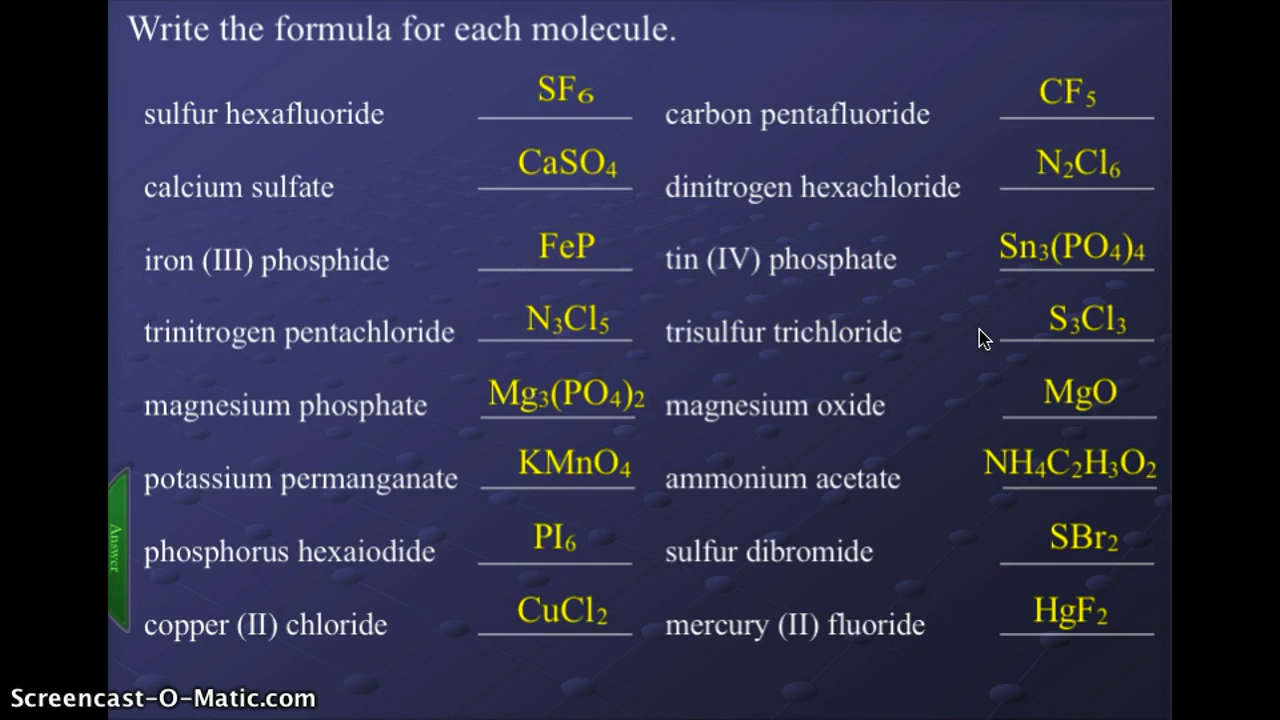 Write the formula for each molecule.
sulfur hexafluoride SF₆ carbon pentafluoride CF₅
calcium sulfate CaSO₄ dinitrogen hexachloride N₂Cl₆
iron (III) phosphide FeP tin (IV) phosphate Sn₃(PO₄)₄
trinitrogen pentachloride N₃Cl₅ trisulfur trichloride S₃Cl₃
magnesium phosphate Mg₃(PO₄)₂ magnesium oxide MgO
potassium permanganate KMnO₄ ammonium acetate NH₄C₂H₃O₂
phosphorus hexaiodide PI₆ sulfur dibromide SBr₂
copper (II) chloride CuCl₂ mercury (II) fluoride HgF₂
Answer
Screencast-O-Matic.com